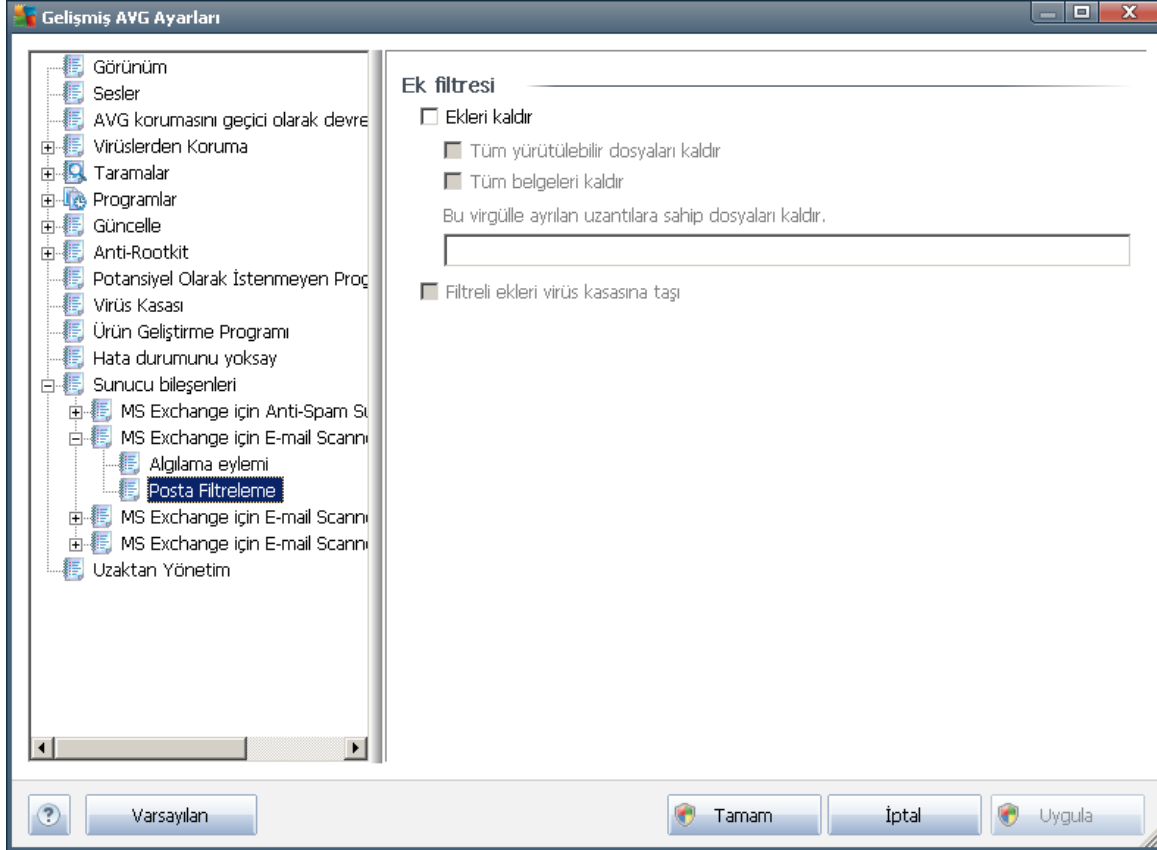 Gelişmiş AVG Ayarları
Görünüm
Sesler
AVG korumasını geçici olarak devre
Virüslerden Koruma
Taramalar
Programlar
Güncelle
Anti-Rootkit
Potansiyel Olarak İstenmeyen Prog
Virüs Kasası
Ürün Geliştirme Programı
Hata durumunu yoksay
Sunucu bileşenleri
MS Exchange için Anti-Spam Su
MS Exchange için E-mail Scanne
Algılama eylemi
Posta Filtreleme
MS Exchange için E-mail Scanne
MS Exchange için E-mail Scanne
Uzaktan Yönetim
Ek filtresi
Ekleri kaldır
Tüm yürütülebilir dosyaları kaldır
Tüm belgeleri kaldır
Bu virgülle ayrılan uzantılara sahip dosyaları kaldır.
Filtreli ekleri virüs kasasına taşı
? Varsayılan Tamam İptal Uygula